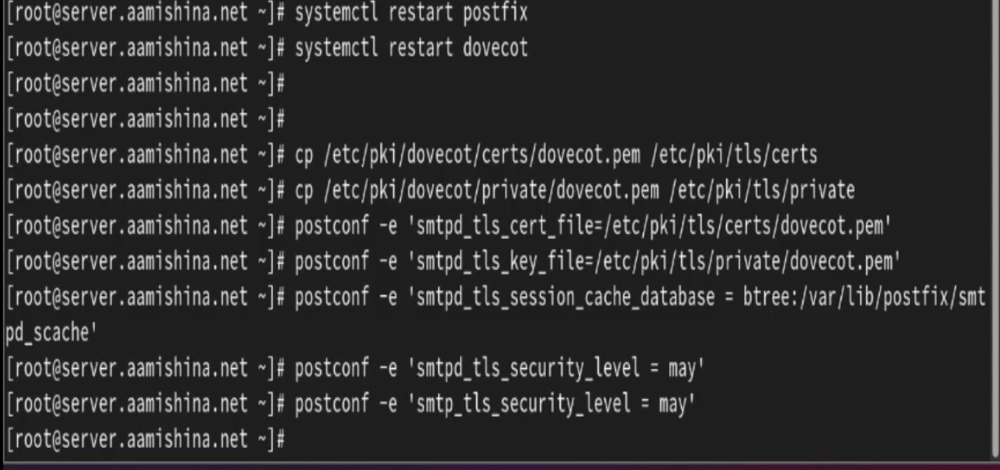 [root@server.aamishina.net ~]# systemctl restart postfix
[root@server.aamishina.net ~]# systemctl restart dovecot
[root@server.aamishina.net ~]#
[root@server.aamishina.net ~]#
[root@server.aamishina.net ~]# cp /etc/pki/dovecot/certs/dovecot.pem /etc/pki/tls/certs
[root@server.aamishina.net ~]# cp /etc/pki/dovecot/private/dovecot.pem /etc/pki/tls/private
[root@server.aamishina.net ~]# postconf -e 'smtpd_tls_cert_file=/etc/pki/tls/certs/dovecot.pem'
[root@server.aamishina.net ~]# postconf -e 'smtpd_tls_key_file=/etc/pki/tls/private/dovecot.pem'
[root@server.aamishina.net ~]# postconf -e 'smtpd_tls_session_cache_database = btree:/var/lib/postfix/smt
pd_scache'
[root@server.aamishina.net ~]# postconf -e 'smtpd_tls_security_level = may'
[root@server.aamishina.net ~]# postconf -e 'smtp_tls_security_level = may'
[root@server.aamishina.net ~]#